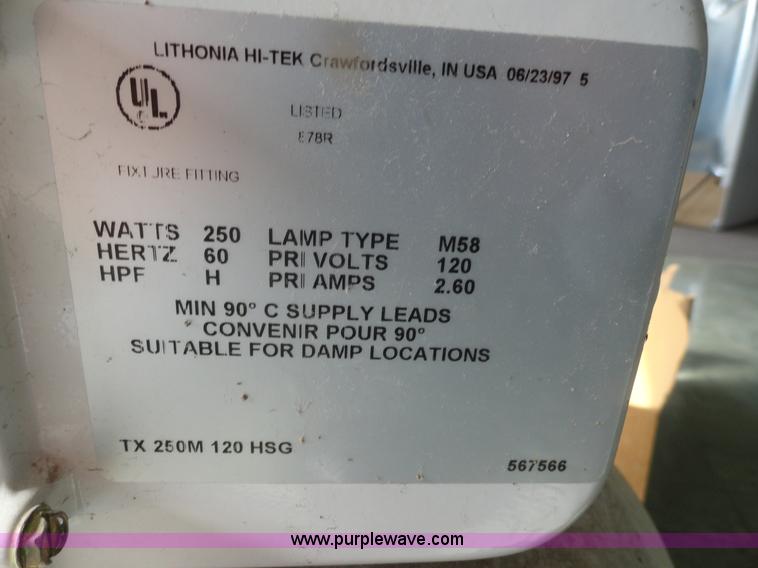 LITHONIA HI-TEK Crawfordsville, IN USA 06/23/97 5
UL
LISTED
E78R
FIXTURE FITTING
WATTS 250 LAMP TYPE M58
HERTZ 60 PRI VOLTS 120
HPF H PRI AMPS 2.60
MIN 90° C SUPPLY LEADS
CONVENIR POUR 90°
SUITABLE FOR DAMP LOCATIONS
TX 250M 120 HSG
567566
www.purplewave.com